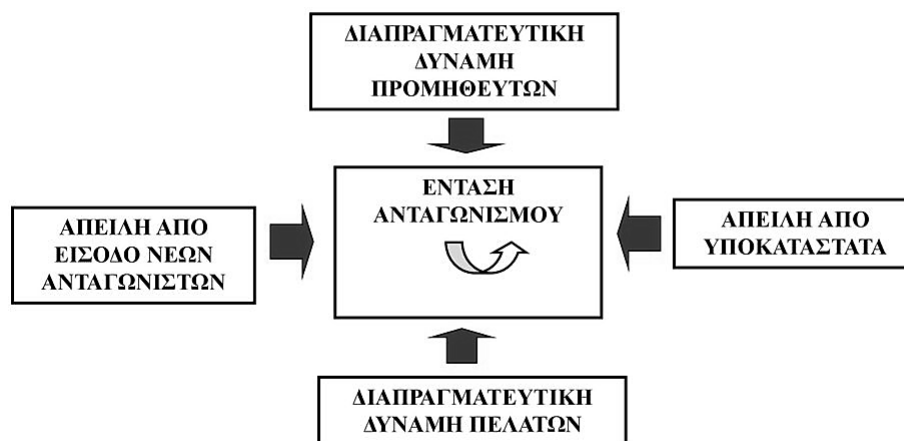 ΔΙΑΠΡΑΓΜΑΤΕΥΤΙΚΗ
ΔΥΝΑΜΗ
ΠΡΟΜΗΘΕΥΤΩΝ
ΕΝΤΑΣΗ
ΑΝΤΑΓΩΝΙΣΜΟΥ
ΑΠΕΙΛΗ ΑΠΟ
ΕΙΣΟΔΟ ΝΕΩΝ
ΑΝΤΑΓΩΝΙΣΤΩΝ
ΑΠΕΙΛΗ ΑΠΟ
ΥΠΟΚΑΤΑΣΤΑΤΑ
ΔΙΑΠΡΑΓΜΑΤΕΥΤΙΚΗ
ΔΥΝΑΜΗ ΠΕΛΑΤΩΝ